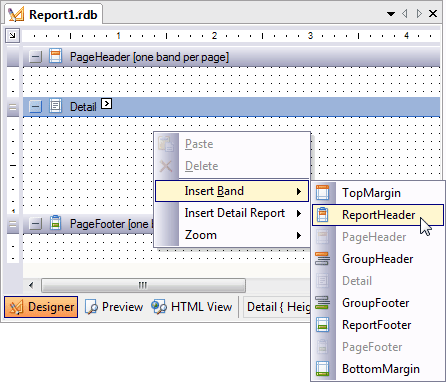 Report1.rdb
1 2 3 4
PageHeader [one band per page]
Detail
Paste
Delete
Insert Band
Insert Detail Report
Zoom
TopMargin
ReportHeader
PageHeader
GroupHeader
Detail
GroupFooter
ReportFooter
PageFooter
BottomMargin
PageFooter [one
Designer Preview HTML View Detail { Heig